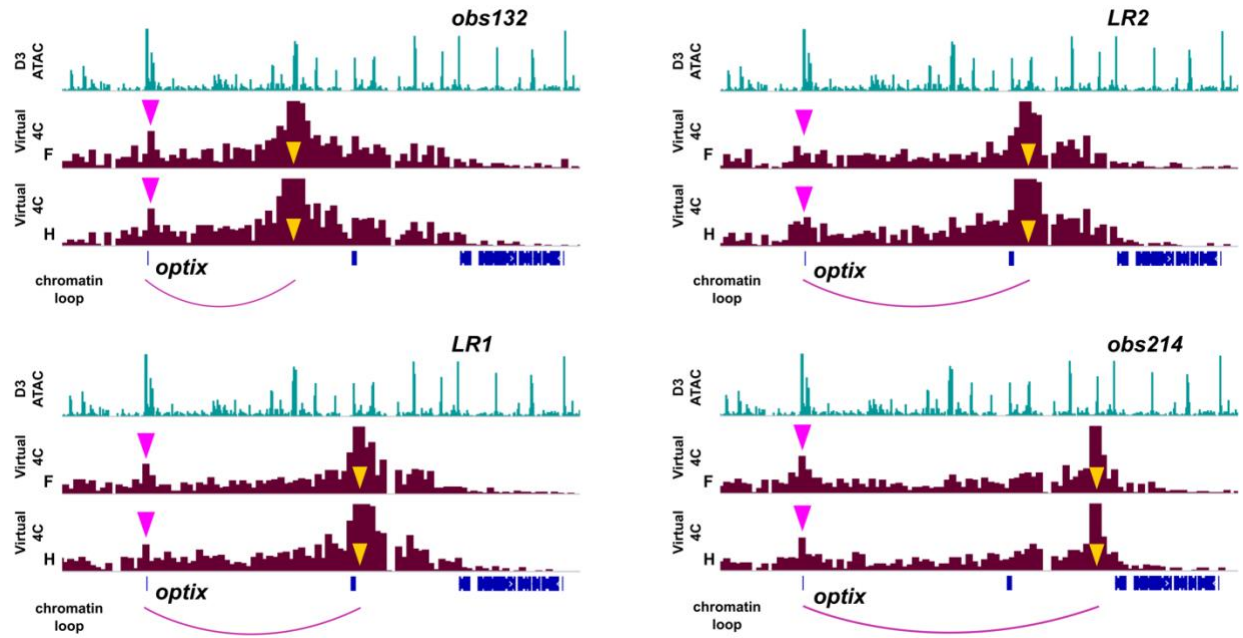 obs132
D3
ATAC
Virtual
4C
F
Virtual
4C
H
optix
chromatin
loop
LR2
D3
ATAC
Virtual
4C
F
Virtual
4C
H
optix
chromatin
loop
LR1
D3
ATAC
Virtual
4C
F
Virtual
4C
H
optix
chromatin
loop
obs214
D3
ATAC
Virtual
4C
F
Virtual
4C
H
optix
chromatin
loop